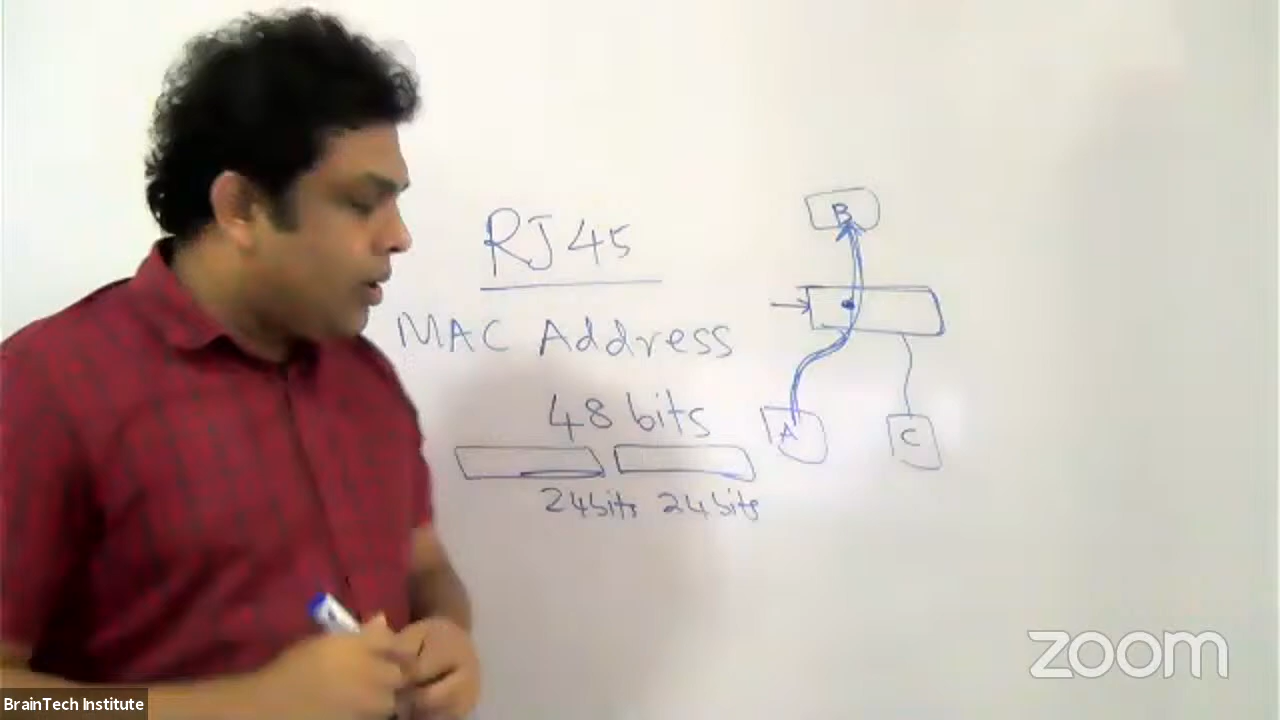 RJ45
MAC Address
48 bits
24bits 24bits
B
A
C
zoom
BrainTech Institute